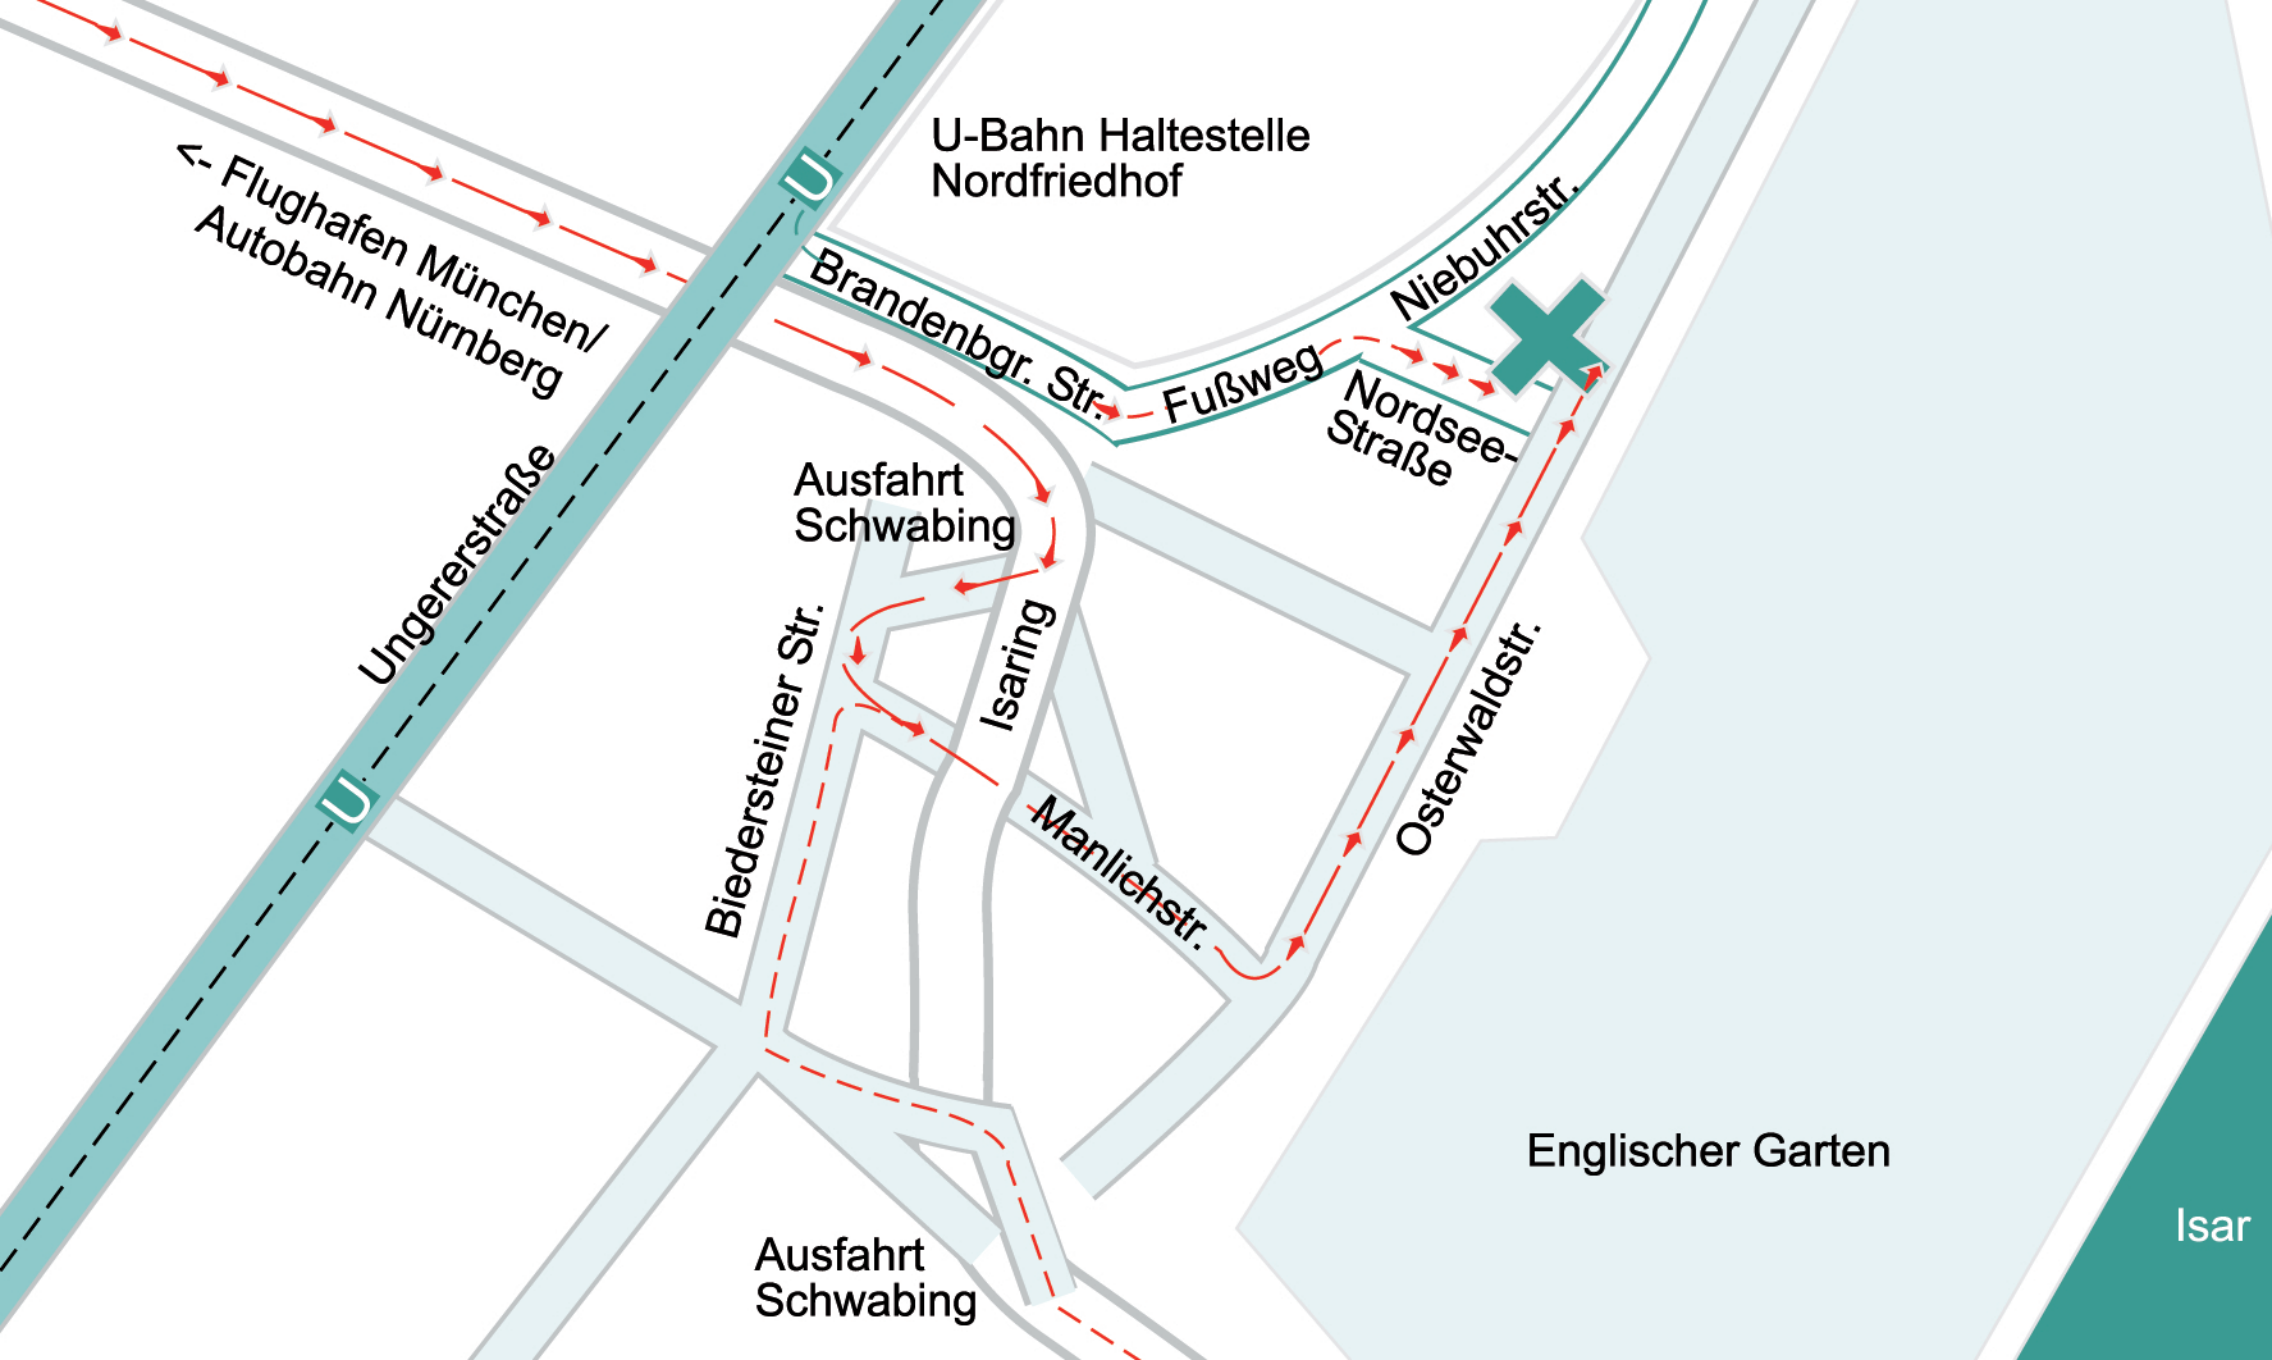 U-Bahn Haltestelle
Nordfriedhof
U
<- Flughafen München/
Autobahn Nürnberg
Brandenbgr. Str.
Fußweg
Niebuhrstr.
Nordsee-
Straße
Ungererstraße
Ausfahrt
Schwabing
Isaring
Biedersteiner Str.
Manlichstr.
Osterwaldstr.
U
Englischer Garten
Isar
Ausfahrt
Schwabing